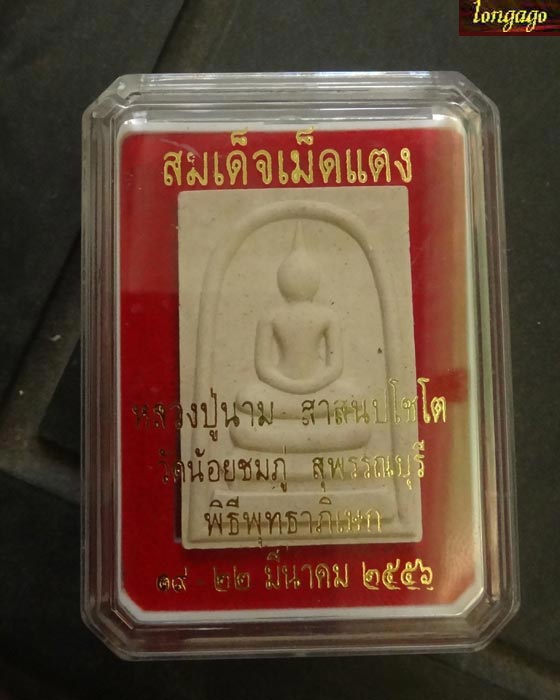 longago
สมเด็จเม็ดแตง
หลวงปู่นาม สาสนปโชโต
วัดน้อยชมภู่ สุพรรณบุรี
พิธีพุทธาภิเษก
๑๙ - ๒๒ มีนาคม ๒๕๕๖